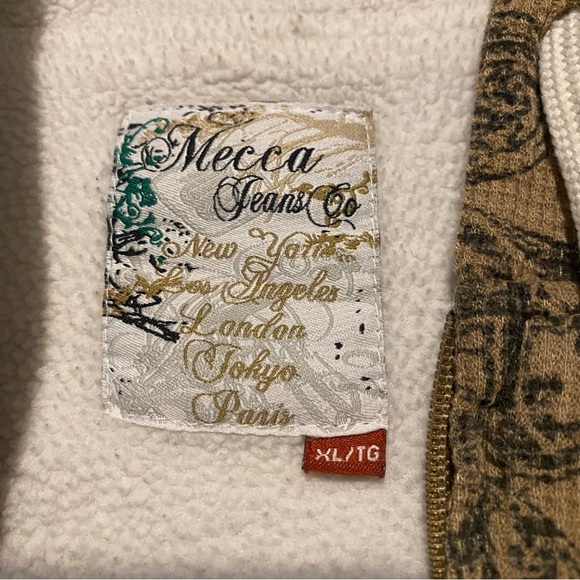 Mecca
Jeans Co
New York
Los Angeles
London
Tokyo
Paris
XL/TG